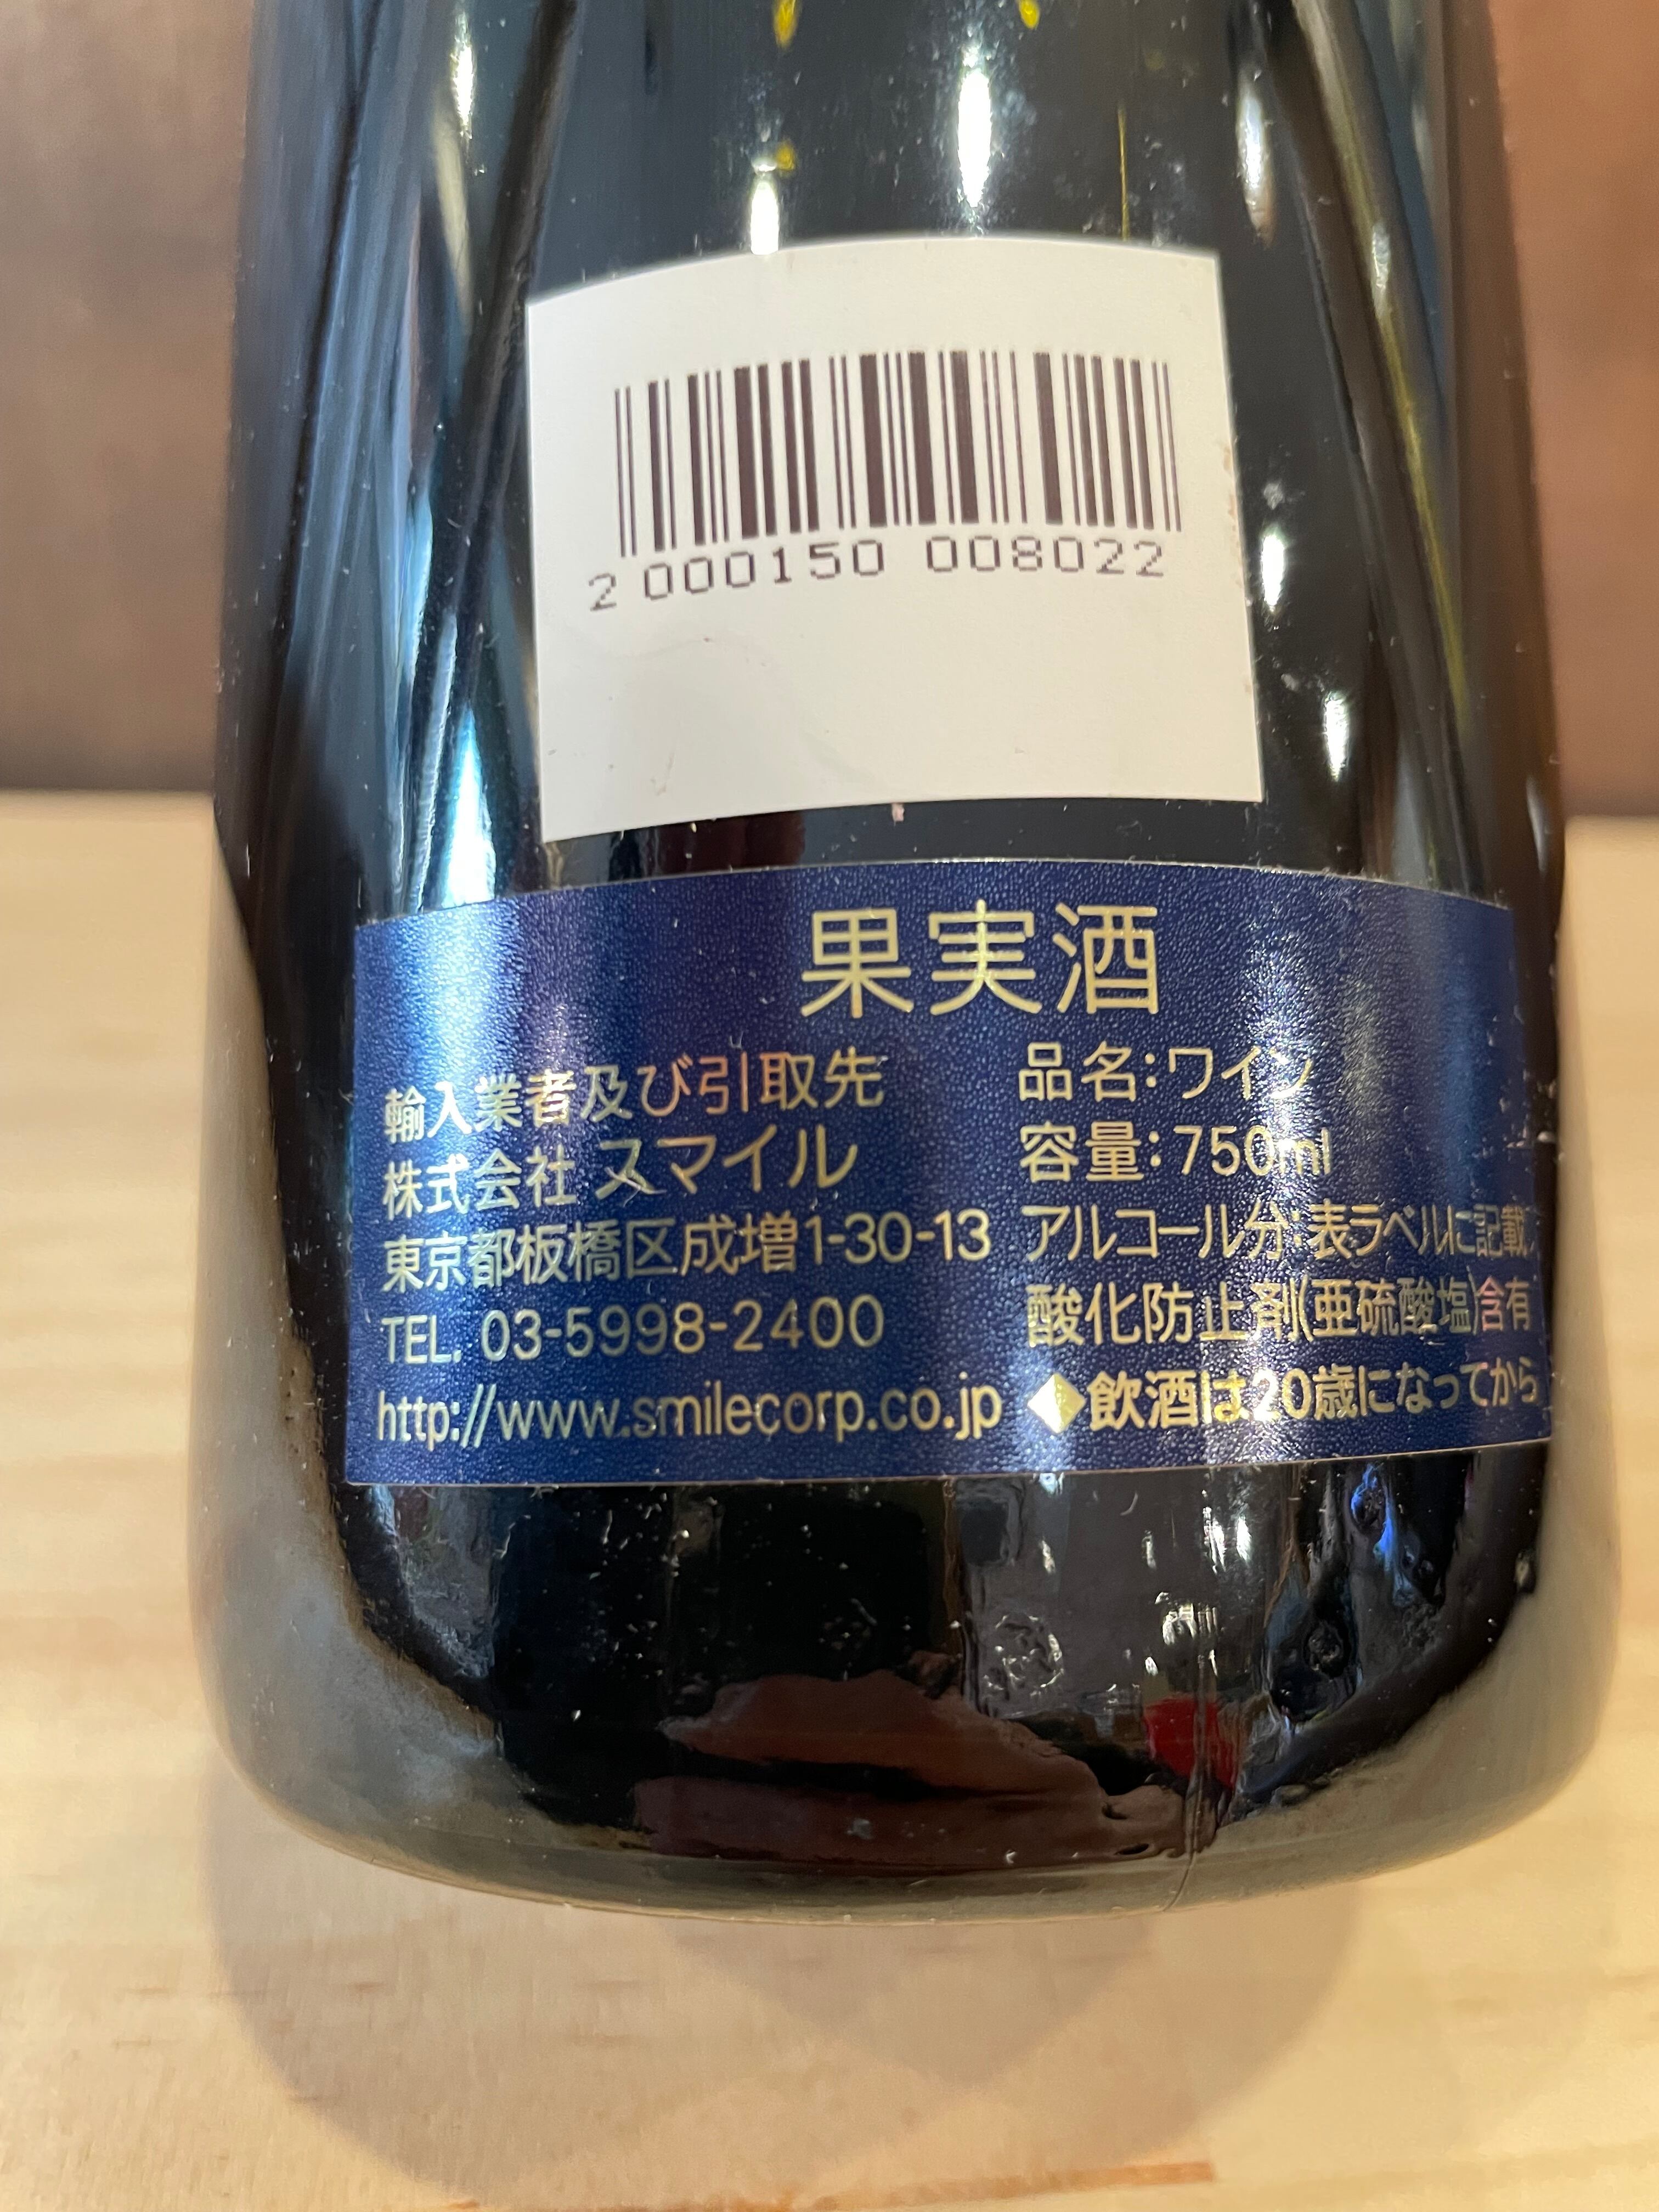 2 000150 008022
果実酒
輸入業者及び引取先
株式会社 スマイル
東京都板橋区成増1-30-13
TEL. 03-5998-2400
http://www.smilecorp.co.jp
品名:ワイン
容量:750ml
アルコール分:表ラベルに記載
酸化防止剤(亜硫酸塩)含有
◆飲酒は20歳になってから